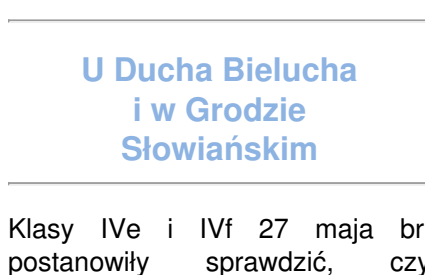 U Ducha Bielucha
i w Grodzie
Słowiańskim
Klasy IVe i IVf 27 maja br
postanowiły sprawdzić, czy